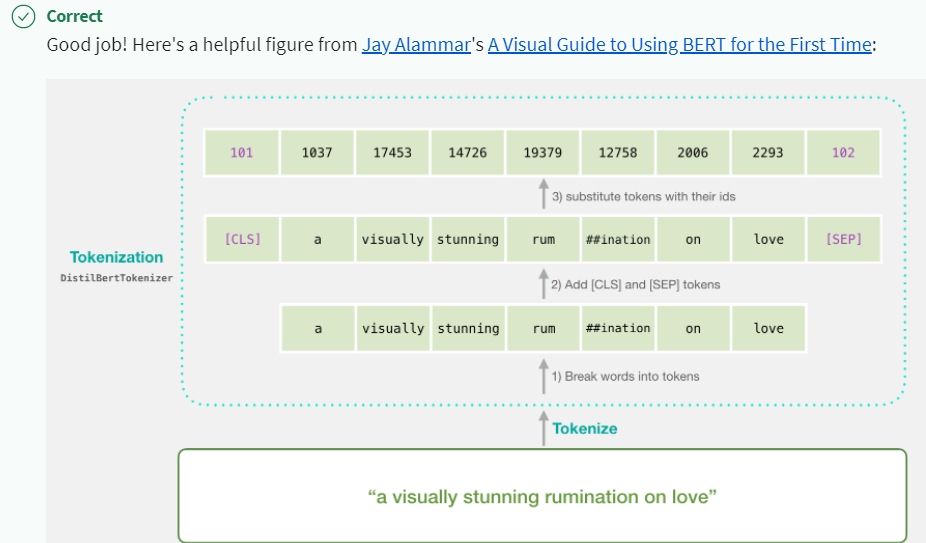 Correct
Good job! Here's a helpful figure from Jay Alammar's A Visual Guide to Using BERT for the First Time:
101 1037 17453 14726 19379 12758 2006 2293 102
3) substitute tokens with their ids
[CLS] a visually stunning rum ##ination on love [SEP]
Tokenization
DistilBertTokenizer
2) Add [CLS] and [SEP] tokens
a visually stunning rum ##ination on love
1) Break words into tokens
Tokenize
“a visually stunning rumination on love”